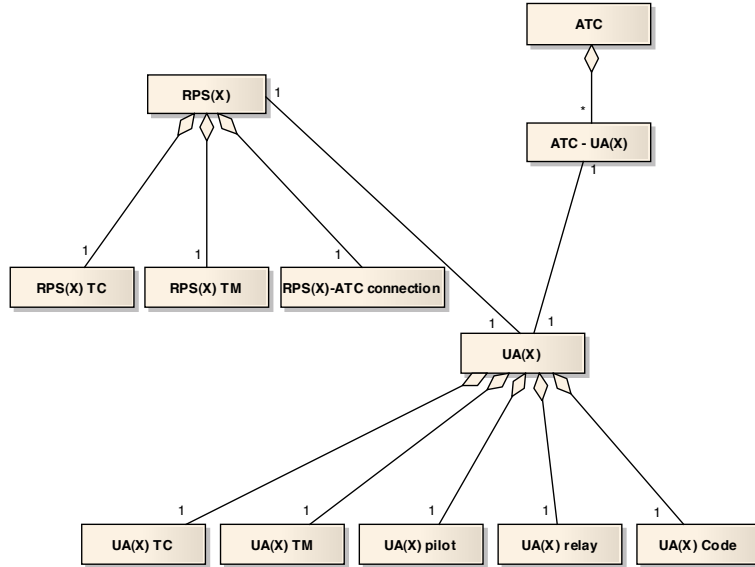 ATC
RPS(X)
1
*
ATC - UA(X)
1
1
1
1
RPS(X) TC
RPS(X) TM
RPS(X)-ATC connection
1
1
UA(X)
1
1
1
1
1
UA(X) TC
UA(X) TM
UA(X) pilot
UA(X) relay
UA(X) Code